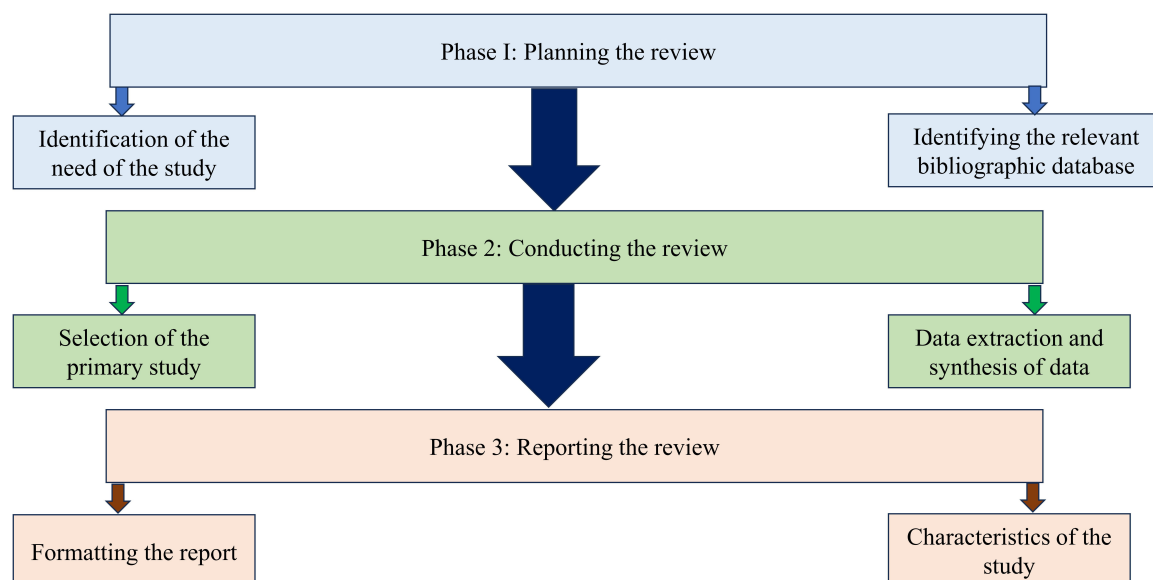 Phase I: Planning the review
Identification of the
need of the study
Identifying the relevant
bibliographic database
Phase 2: Conducting the review
Selection of the
primary study
Data extraction and
synthesis of data
Phase 3: Reporting the review
Formatting the report
Characteristics of the
study